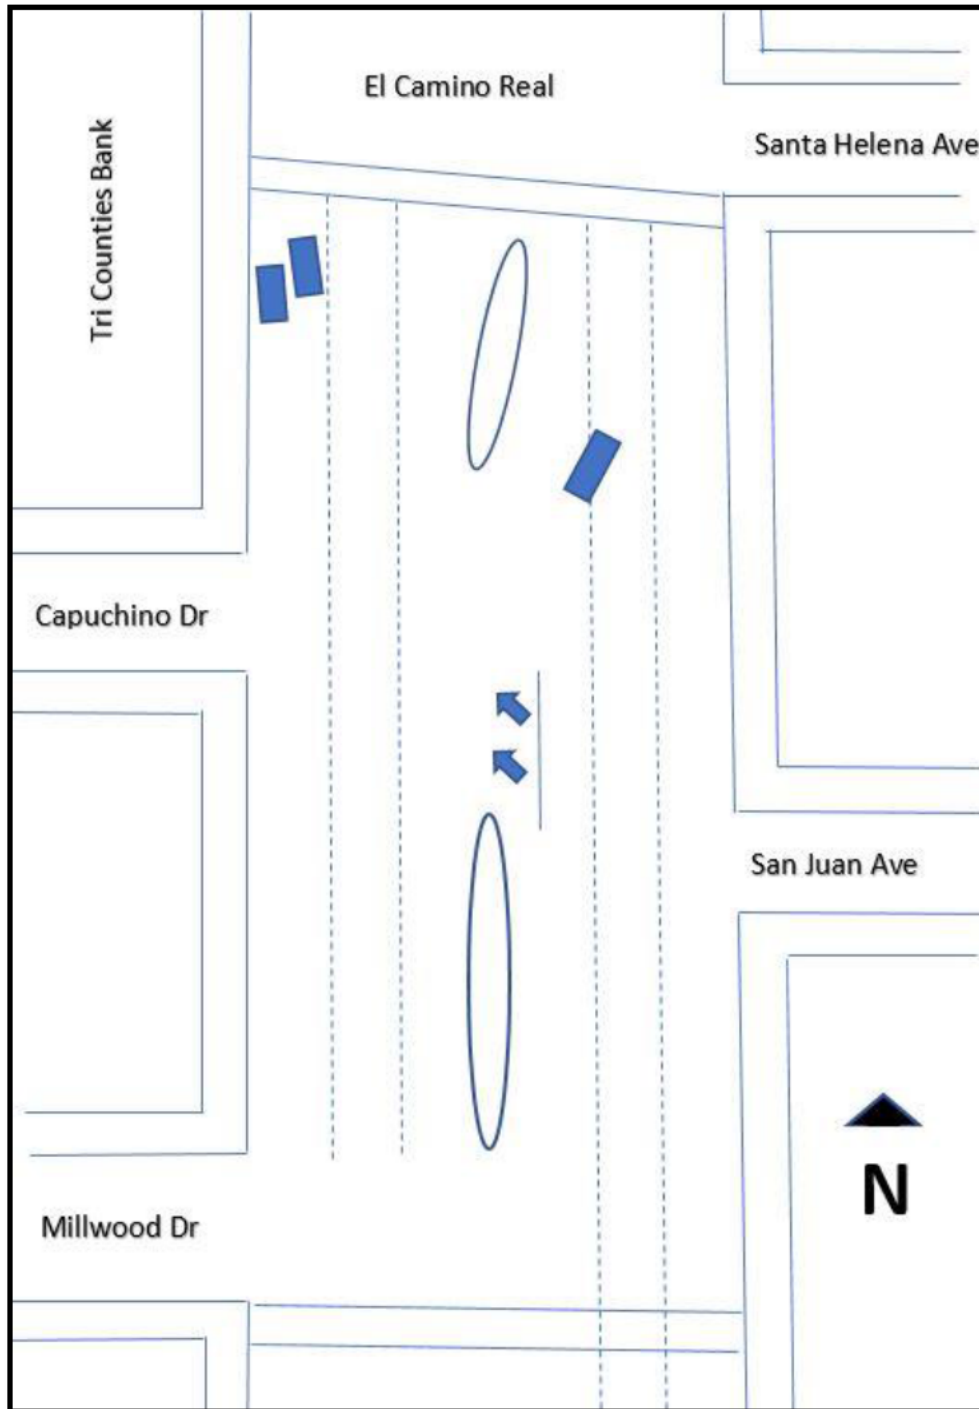 El Camino Real
Tri Counties Bank
Santa Helena Ave
Capuchino Dr
San Juan Ave
N
Millwood Dr